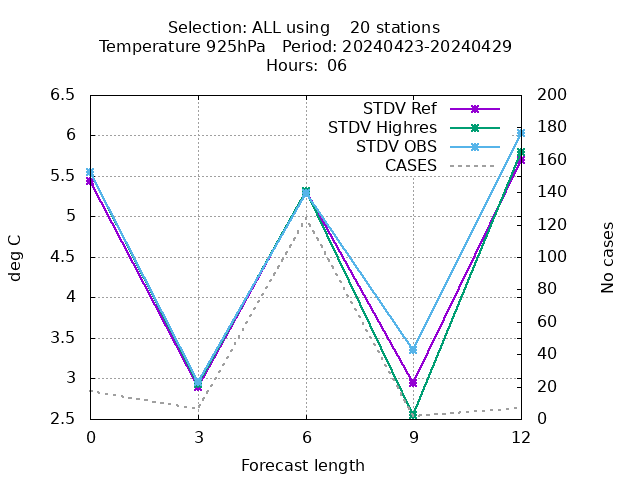 Selection: ALL using    20 stations
Temperature 925hPa   Period: 20240423-20240429
Hours: 06
STDV Ref
STDV Highres
STDV OBS
CASES
6.5
6
5.5
5
4.5
4
3.5
3
2.5
200
180
160
140
120
100
80
60
40
20
0
deg C
No cases
0 3 6 9 12
Forecast length